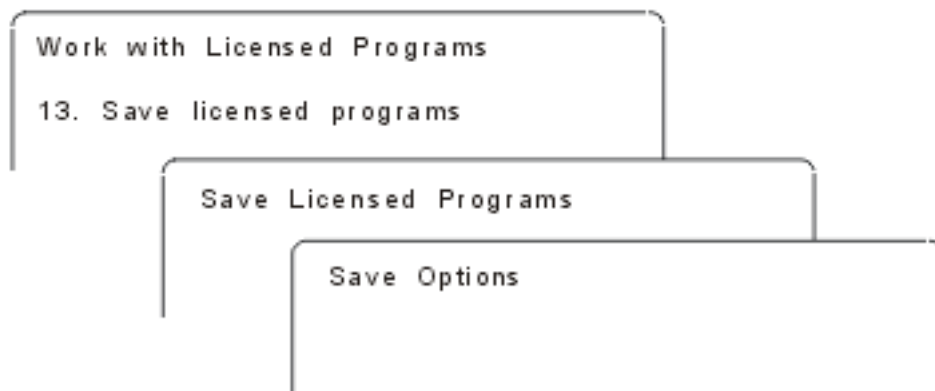 Work with Licensed Programs
13. Save licensed programs
Save Licensed Programs
Save Options